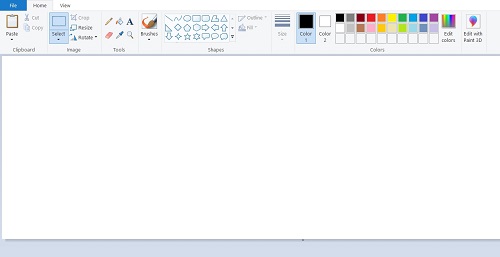 File Home View
Paste Cut Copy Clipboard
Select Crop Resize Rotate Image
A Tools
Brushes
Outline Fill Shapes
Size
Color 1 Color 2 Edit colors Colors
Edit with Paint 3D